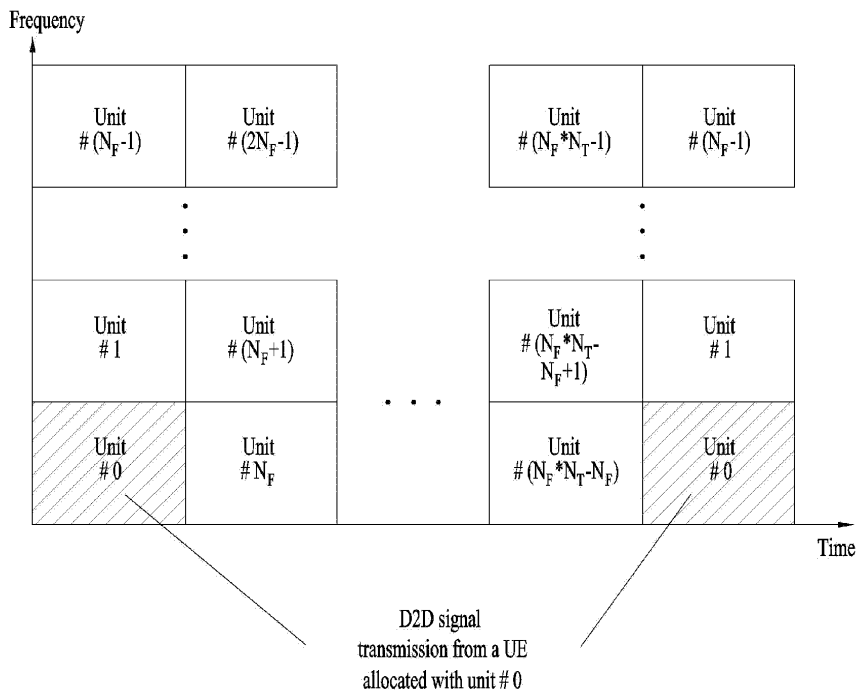 Frequency
Unit
# (N_F-1)
Unit
# (2N_F-1)
Unit
# (N_F*N_T-1)
Unit
# (N_F-1)
Unit
# 1
Unit
# (N_F+1)
Unit
# (N_F*N_T-
N_F+1)
Unit
# 1
Unit
# 0
Unit
# N_F
Unit
# (N_F*N_T-N_F)
Unit
# 0
Time
D2D signal
transmission from a UE
allocated with unit # 0